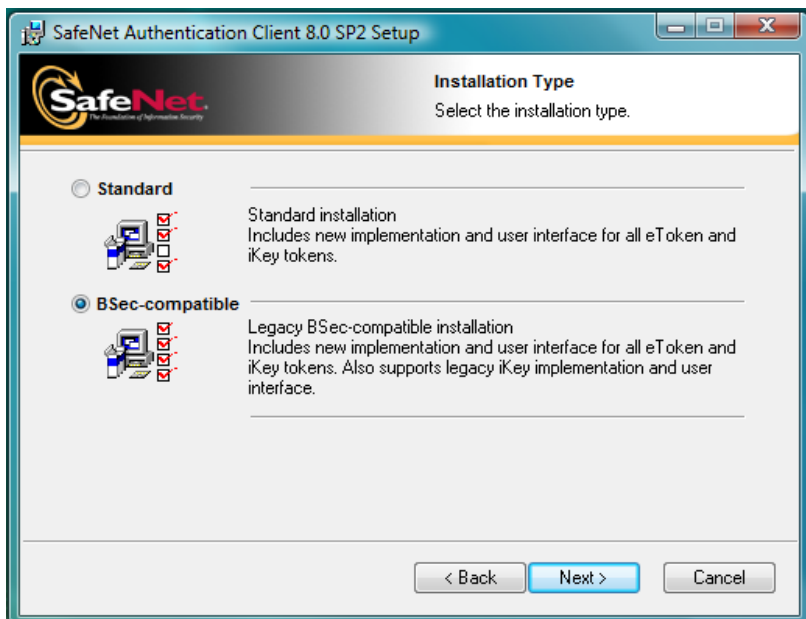 SafeNet Authentication Client 8.0 SP2 Setup
SafeNet.
The Foundation of Information Security
Installation Type
Select the installation type.
Standard
Standard installation
Includes new implementation and user interface for all eToken and
iKey tokens.
BSec-compatible
Legacy BSec-compatible installation
Includes new implementation and user interface for all eToken and
iKey tokens. Also supports legacy iKey implementation and user
interface.
< Back
Next >
Cancel